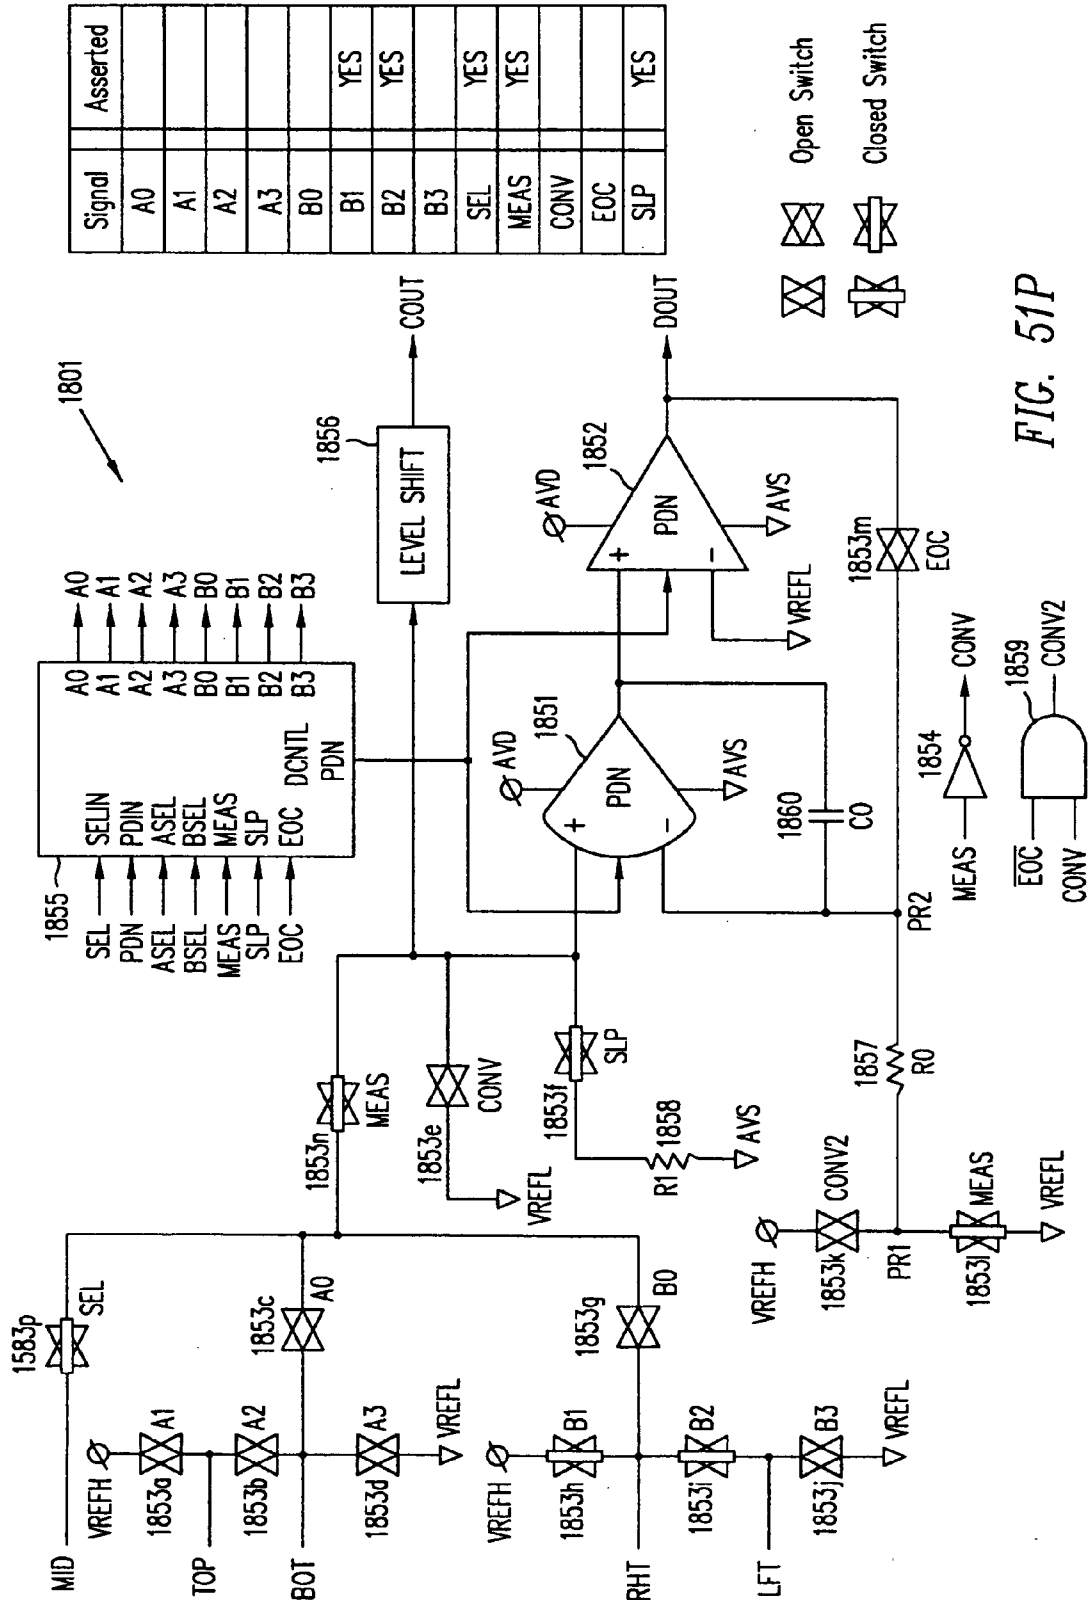 Signal Asserted
A0
A1
A2
A3
B0
B1 YES
B2 YES
B3
SEL YES
MEAS YES
CONV
EOC
SLP YES
Open Switch
Closed Switch
FIG. 51P
1801
1855
SEL SELIN A0 A0
PDN PDIN A1 A1
ASEL ASEL A2 A2
BSEL BSEL A3 A3
MEAS MEAS B0 B0
SLP SLP B1 B1
EOC EOC B2 B2
B3 B3
DCNTL
PDN
1856
LEVEL SHIFT
COUT
1583p
SEL
MID
VREFH
1853a
A1
TOP
1853b
A2
1853c
A0
BOT
1853d
A3
VREFL
VREFH
1853h
B1
1853g
B0
RHT
1853i
B2
LFT
1853j
B3
VREFL
1853n
MEAS
1853e
CONV
VREFL
1853f
SLP
R1
1858
AVS
AVD
1851
+
PDN
−
AVS
AVD
1852
+
PDN
−
AVS
VREFL
DOUT
1860
C0
1853m
EOC
PR2
1857
R0
VREFH
1853k
CONV2
PR1
1853l
MEAS
VREFL
MEAS
1854
CONV
EOC
CONV
1859
CONV2